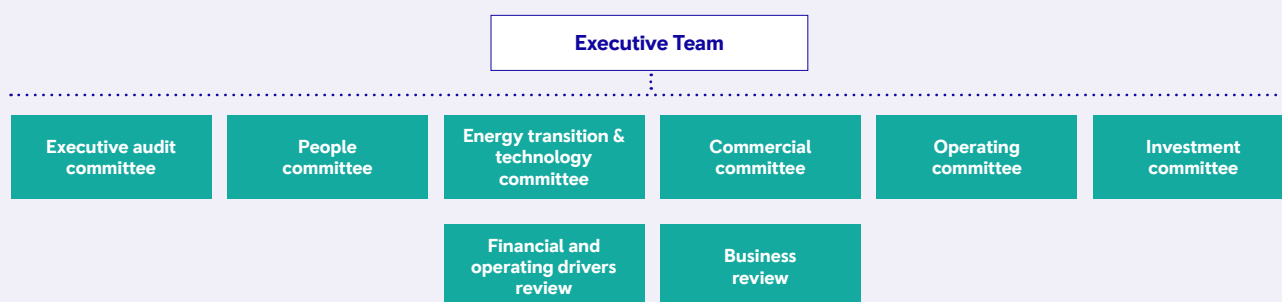 Executive Team
Executive audit
committee
People
committee
Energy transition &
technology
committee
Commercial
committee
Operating
committee
Investment
committee
Financial and
operating drivers
review
Business
review